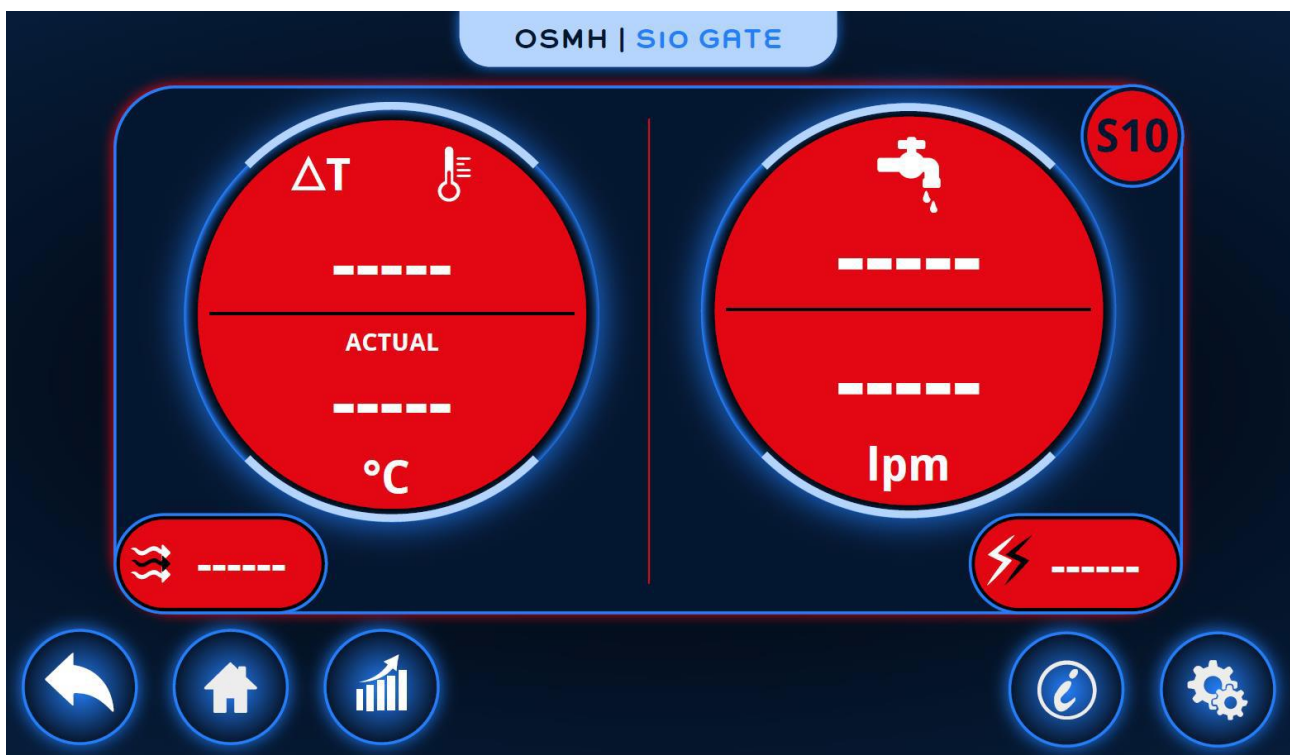 OSMH | SIO GATE
S10
ΔT
-----
ACTUAL
-----
°C
-----
-----
lpm
------
------